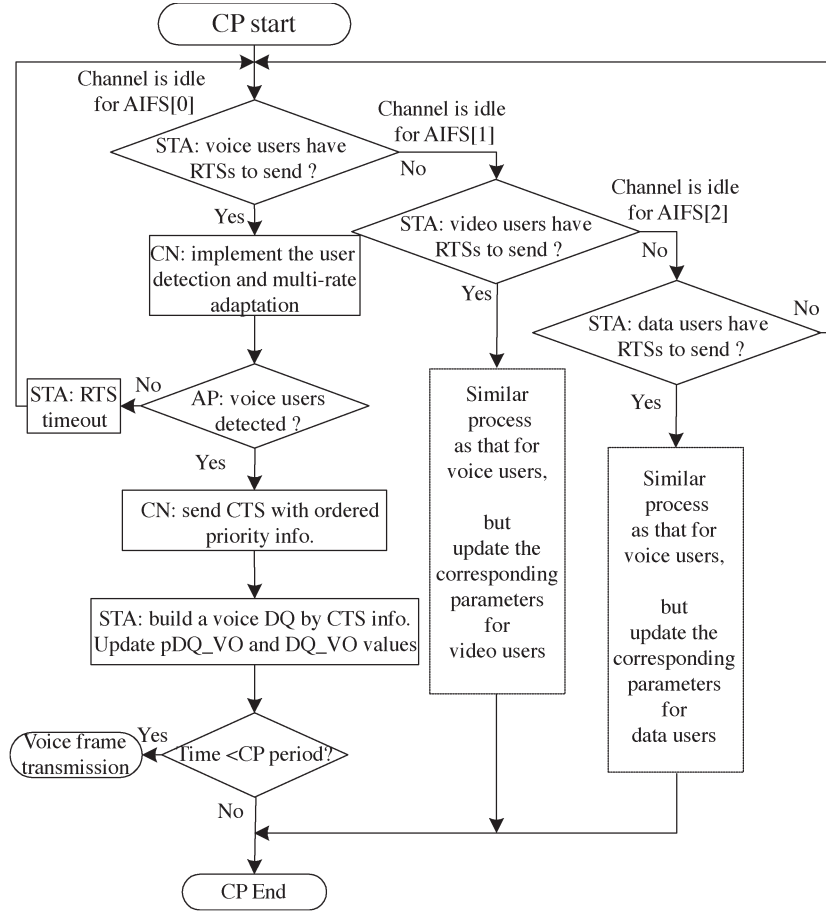 CP start
Channel is idle
for AIFS[0]
STA: voice users have
RTSs to send ?
Yes
Channel is idle
for AIFS[1]
No
STA: video users have
RTSs to send ?
Yes
Channel is idle
for AIFS[2]
No
STA: data users have
RTSs to send ?
No
Yes
CN: implement the user
detection and multi-rate
adaptation
AP: voice users
detected ?
No
STA: RTS
timeout
Yes
CN: send CTS with ordered
priority info.
STA: build a voice DQ by CTS info.
Update pDQ_VO and DQ_VO values
Time <CP period?
Yes
Voice frame
transmission
No
CP End
Similar
process
as that for
voice users,
but
update the
corresponding
parameters
for
video users
Similar
process
as that for
voice users,
but
update the
corresponding
parameters
for
data users